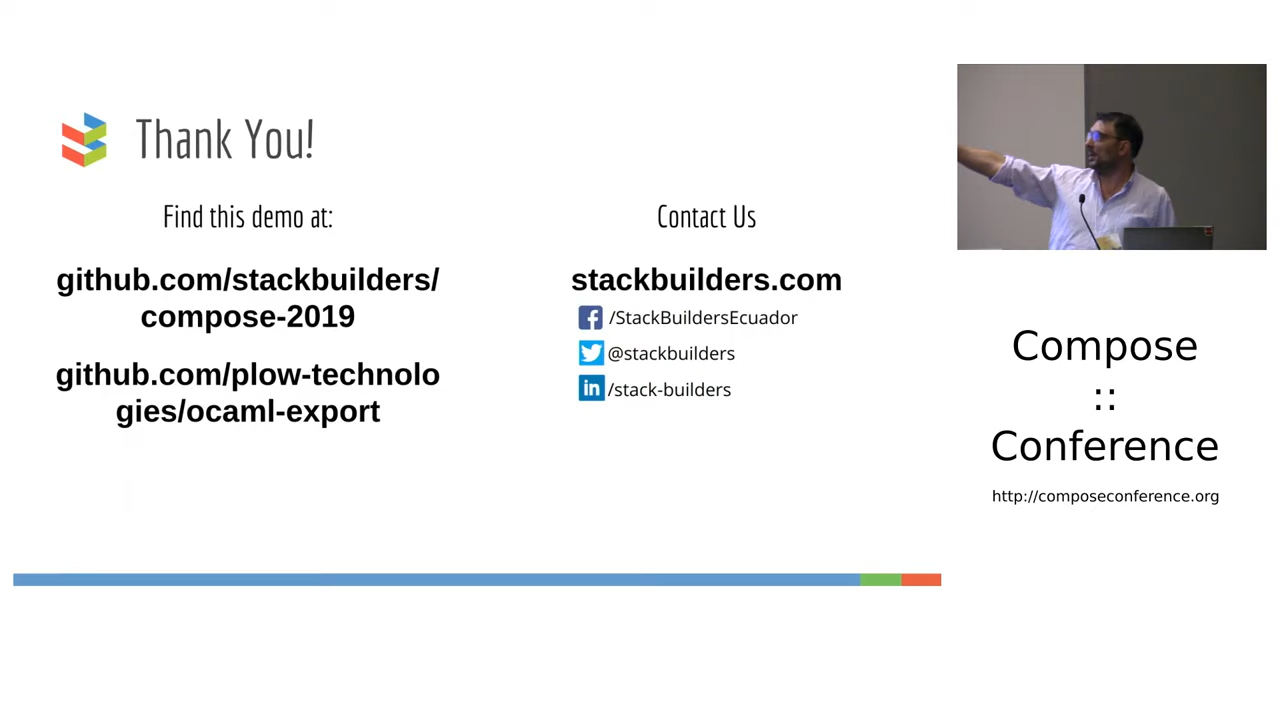 Thank You!
Find this demo at:
github.com/stackbuilders/
compose-2019
github.com/plow-technolo
gies/ocaml-export
Contact Us
stackbuilders.com
/StackBuildersEcuador
@stackbuilders
in /stack-builders
Compose
::
Conference
http://composeconference.org